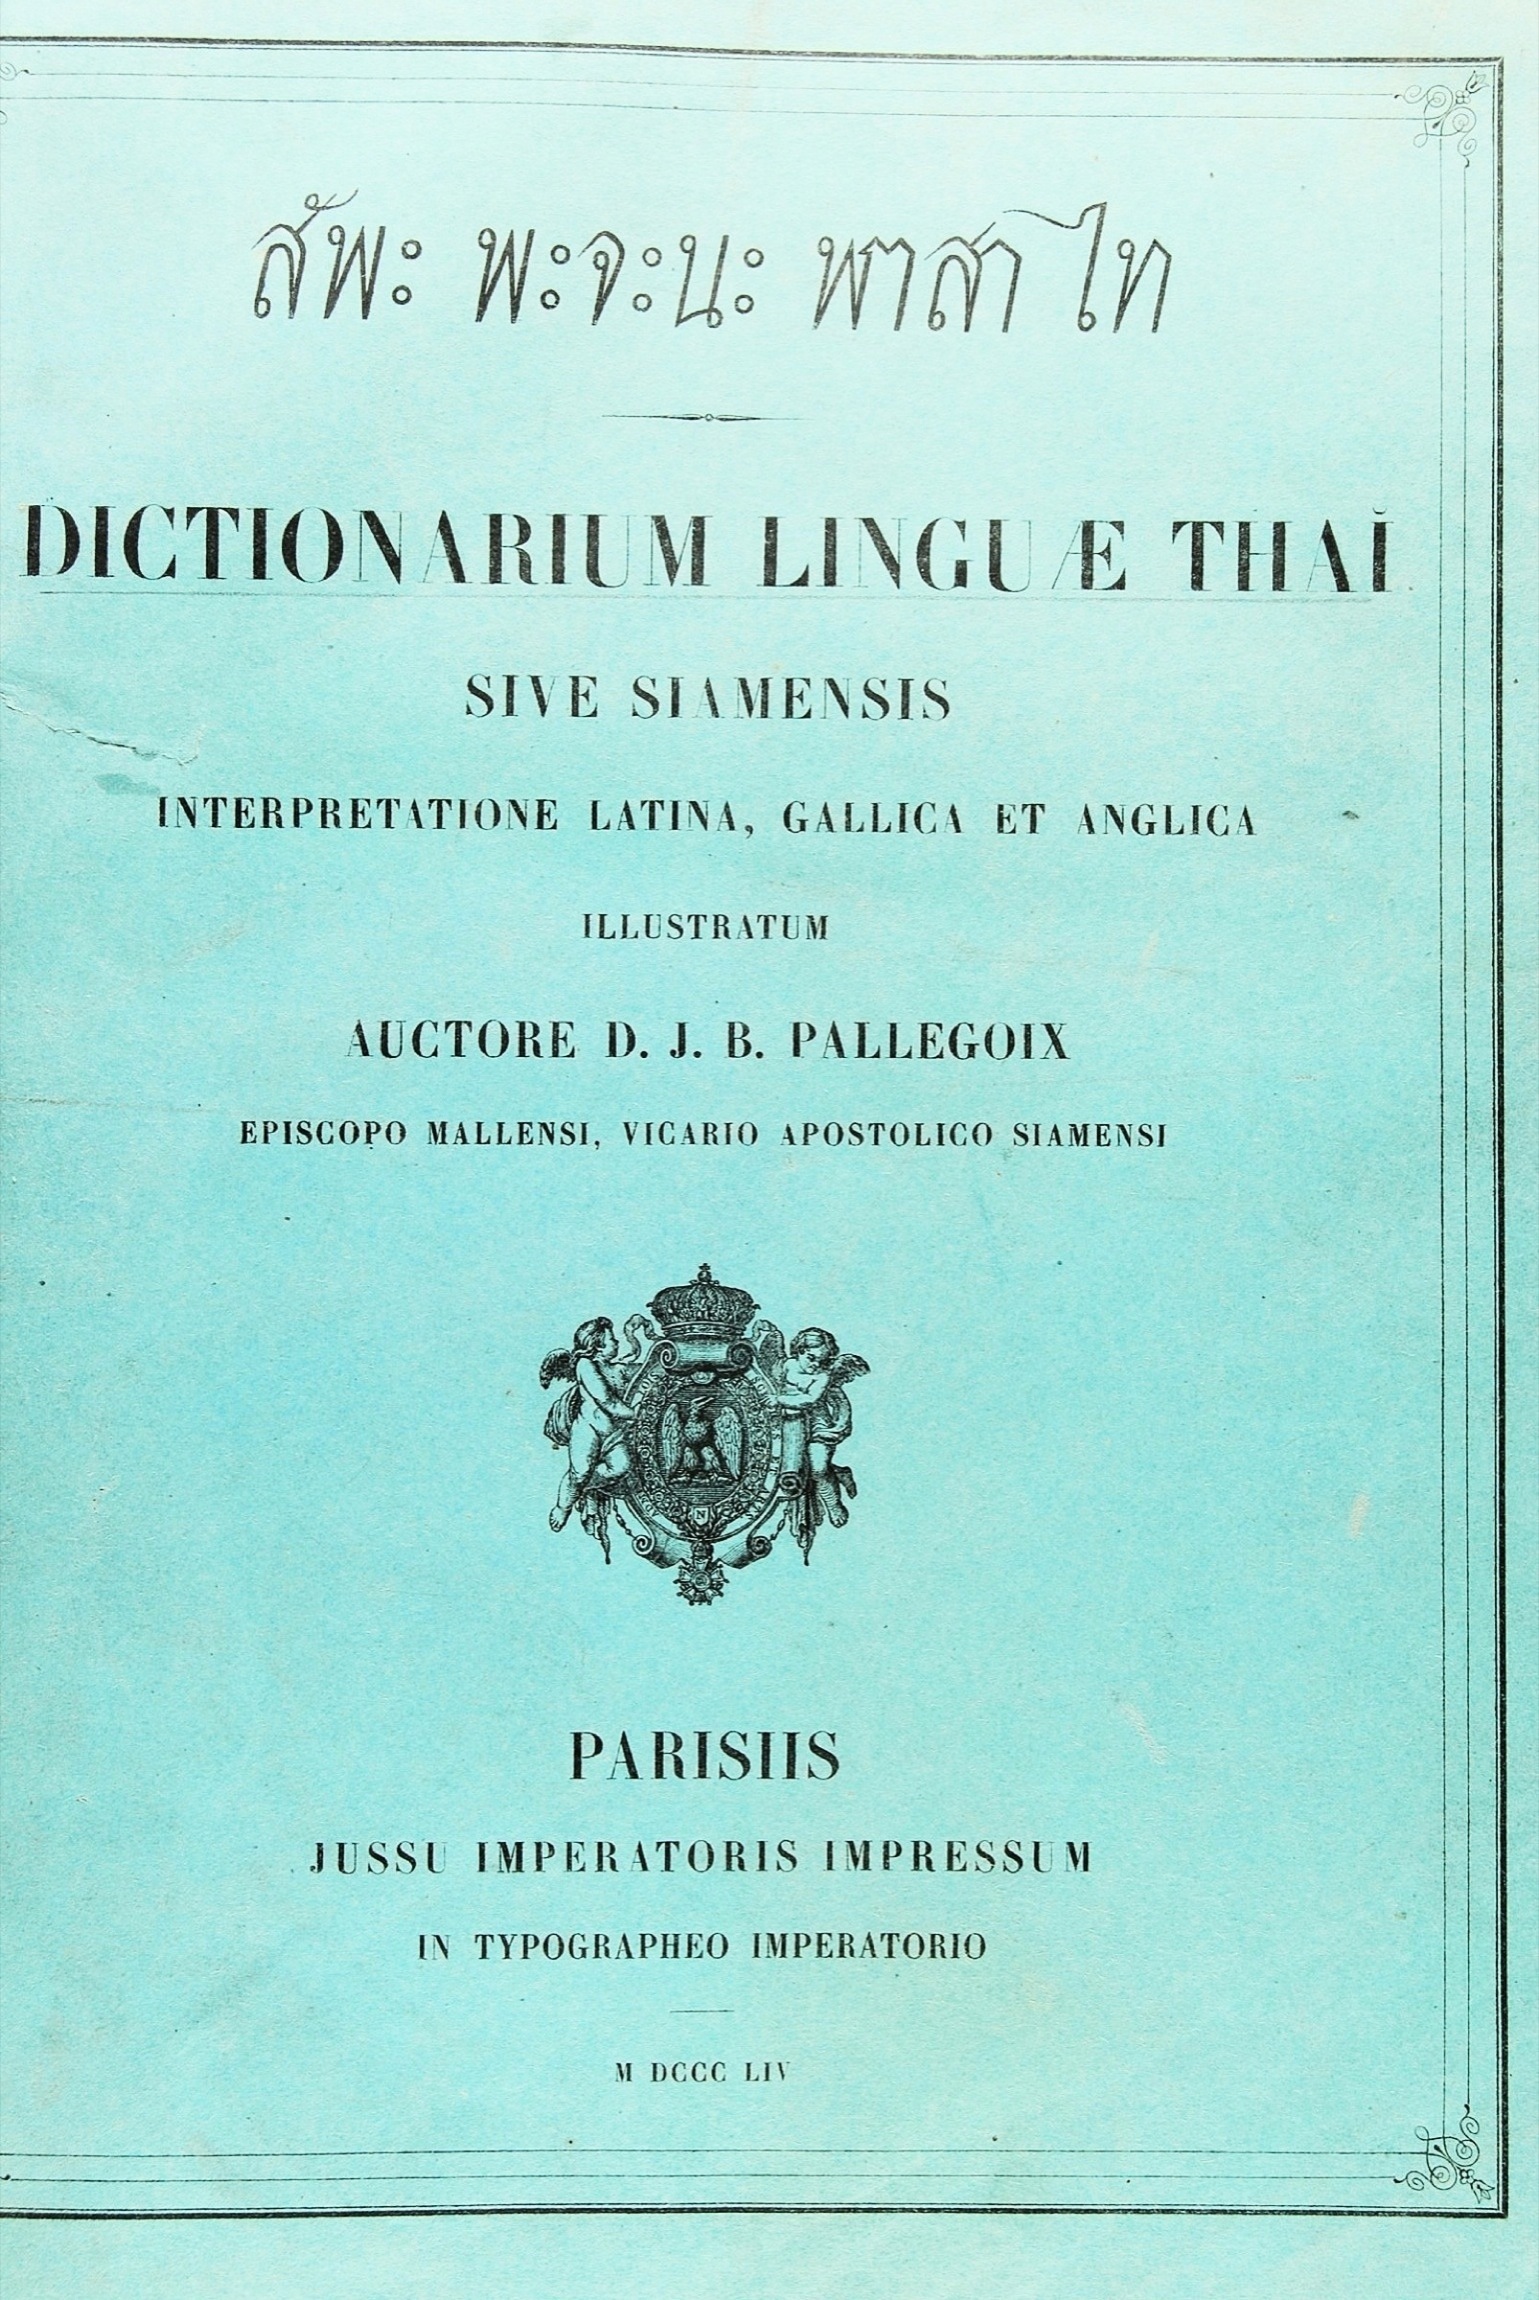 สัพะ พะจะนะ พาสา ไท
DICTIONARIUM LINGUÆ THAĬ
SIVE SIAMENSIS
INTERPRETATIONE LATINA, GALLICA ET ANGLICA
ILLUSTRATUM
AUCTORE D. J. B. PALLEGOIX
EPISCOPO MALLENSI, VICARIO APOSTOLICO SIAMENSI
N
PARISIIS
JUSSU IMPERATORIS IMPRESSUM
IN TYPOGRAPHEO IMPERATORIO
M DCCC LIV